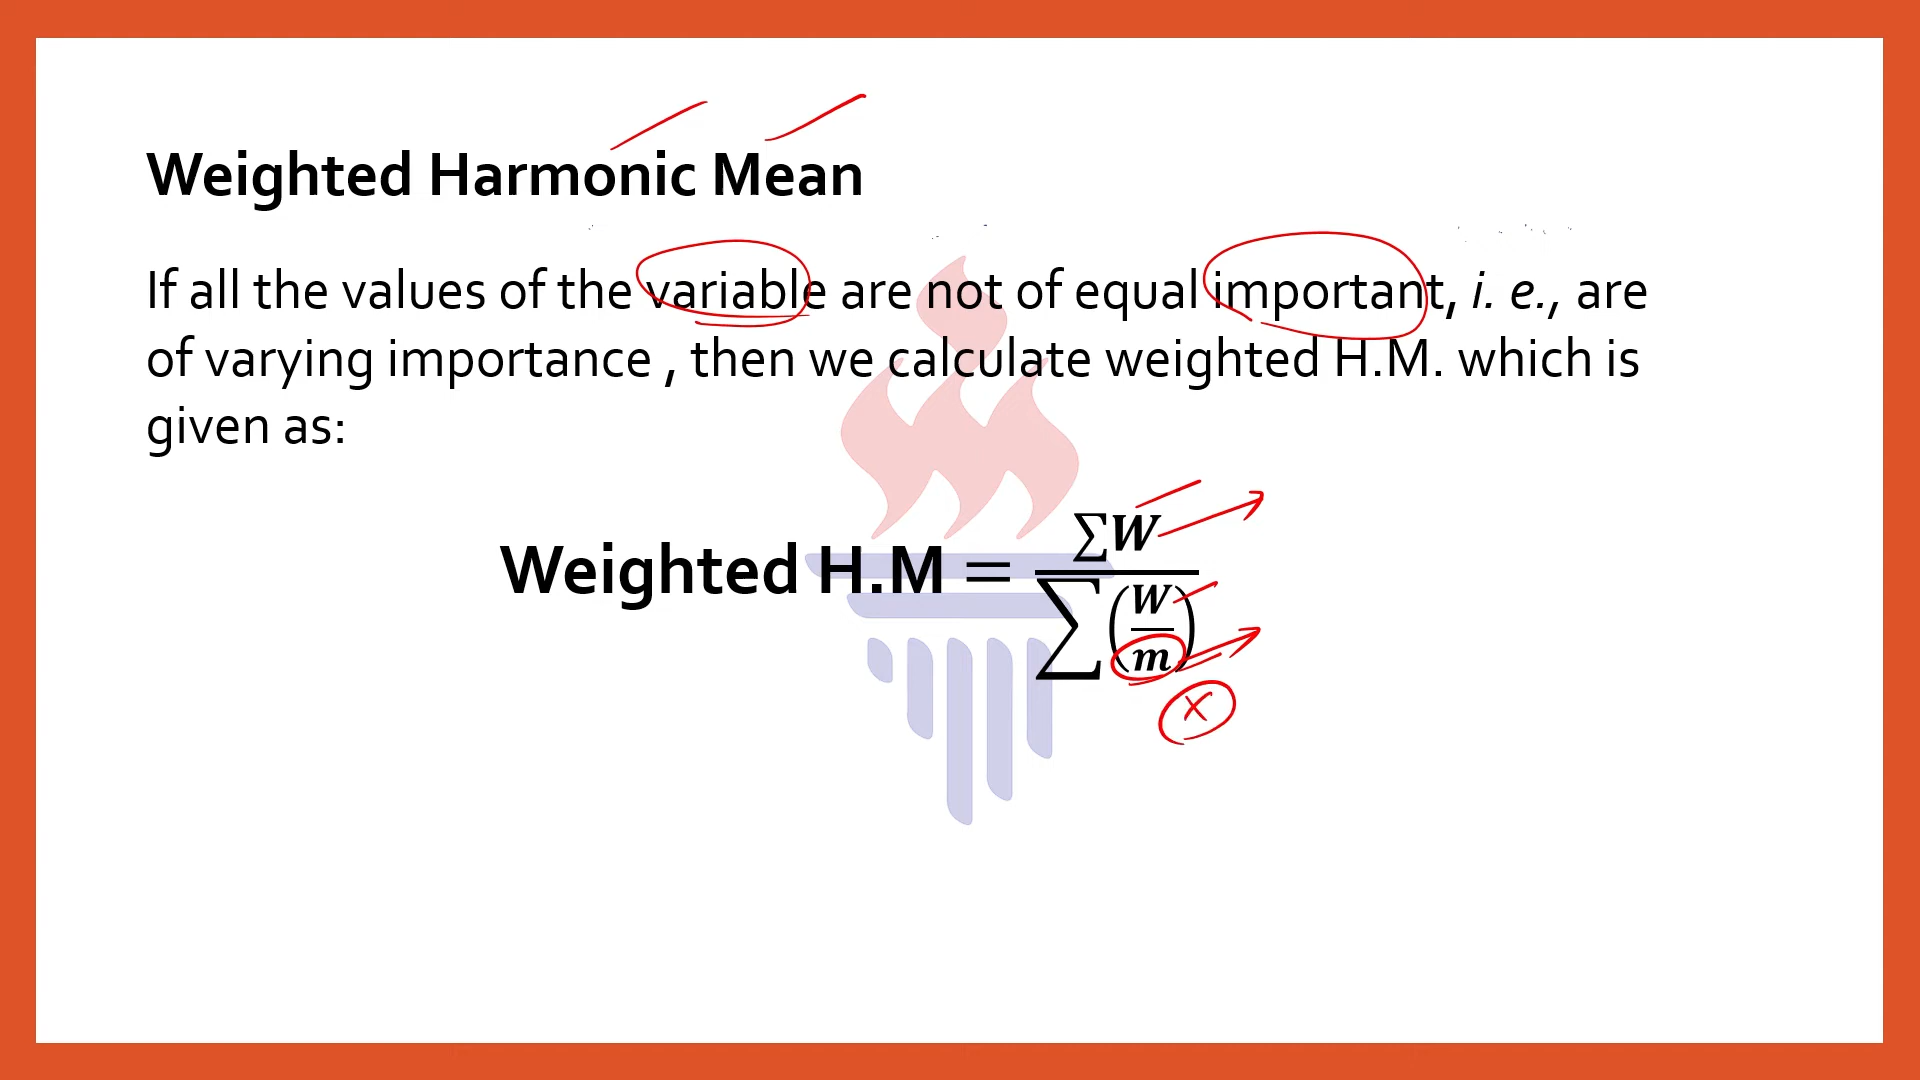 Weighted Harmonic Mean
If all the values of the variable are not of equal important, i. e., are
of varying importance , then we calculate weighted H.M. which is
given as:
Weighted H.M = ∑W / ∑(W/m)
x